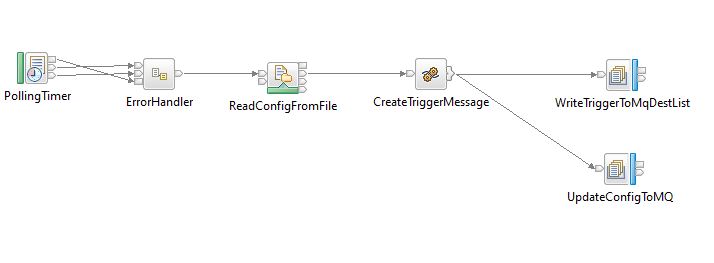 PollingTimer
ErrorHandler
ReadConfigFromFile
CreateTriggerMessage
WriteTriggerToMqDestList
UpdateConfigToMQ